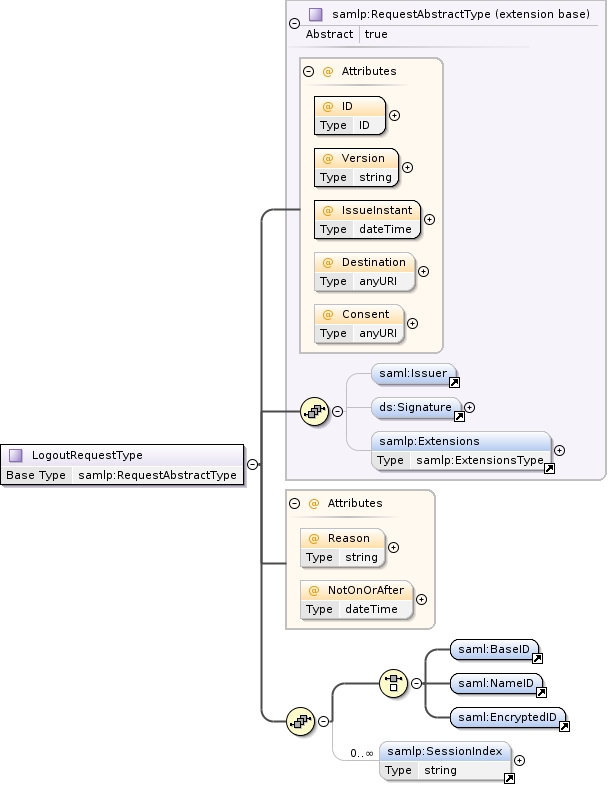 samlp:RequestAbstractType (extension base)
Abstract true
@ Attributes
@ ID
Type ID
@ Version
Type string
@ IssueInstant
Type dateTime
@ Destination
Type anyURI
@ Consent
Type anyURI
saml:Issuer
ds:Signature
samlp:Extensions
Type samlp:ExtensionsType
LogoutRequestType
Base Type samlp:RequestAbstractType
@ Attributes
@ Reason
Type string
@ NotOnOrAfter
Type dateTime
saml:BaseID
saml:NameID
saml:EncryptedID
0..∞ samlp:SessionIndex
Type string